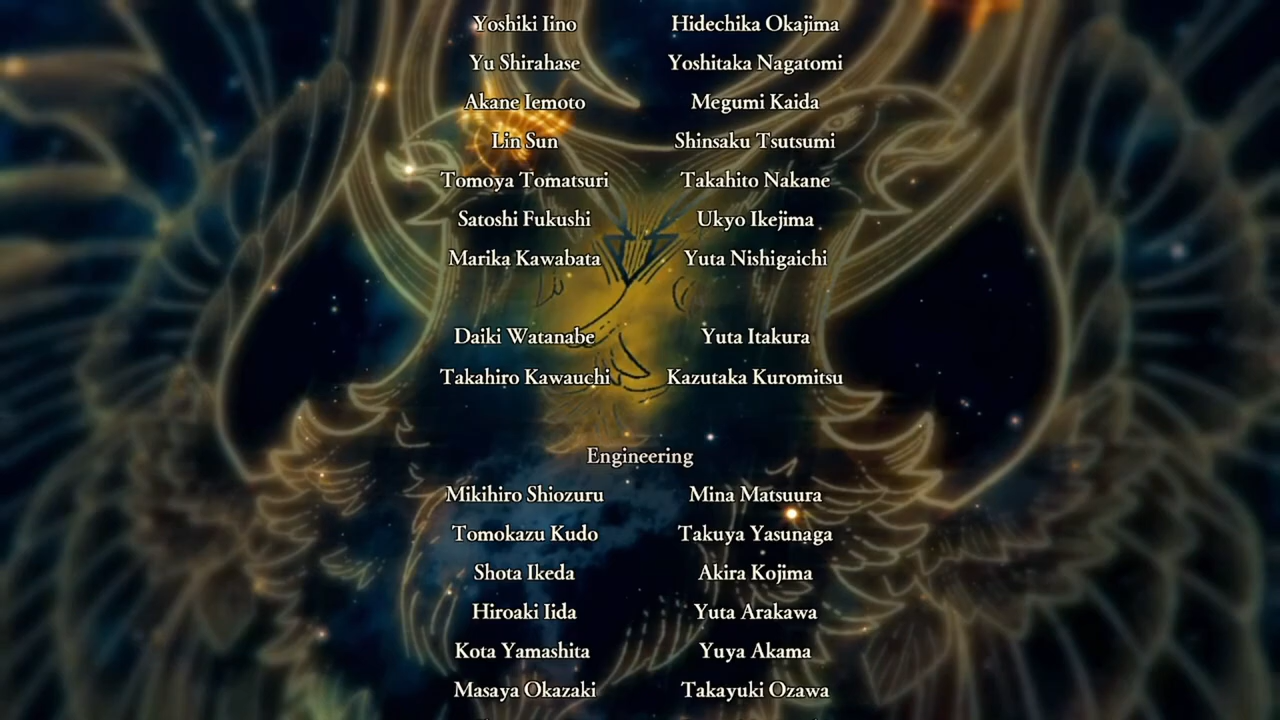 Yoshiki Iino Hidechika Okajima
Yu Shirahase Yoshitaka Nagatomi
Akane Iemoto Megumi Kaida
Lin Sun Shinsaku Tsutsumi
Tomoya Tomatsuri Takahito Nakane
Satoshi Fukushi Ukyo Ikejima
Marika Kawabata Yuta Nishigaichi
Daiki Watanabe Yuta Itakura
Takahiro Kawauchi Kazutaka Kuromitsu
Engineering
Mikihiro Shiozuru Mina Matsuura
Tomokazu Kudo Takuya Yasunaga
Shota Ikeda Akira Kojima
Hiroaki Iida Yuta Arakawa
Kota Yamashita Yuya Akama
Masaya Okazaki Takayuki Ozawa